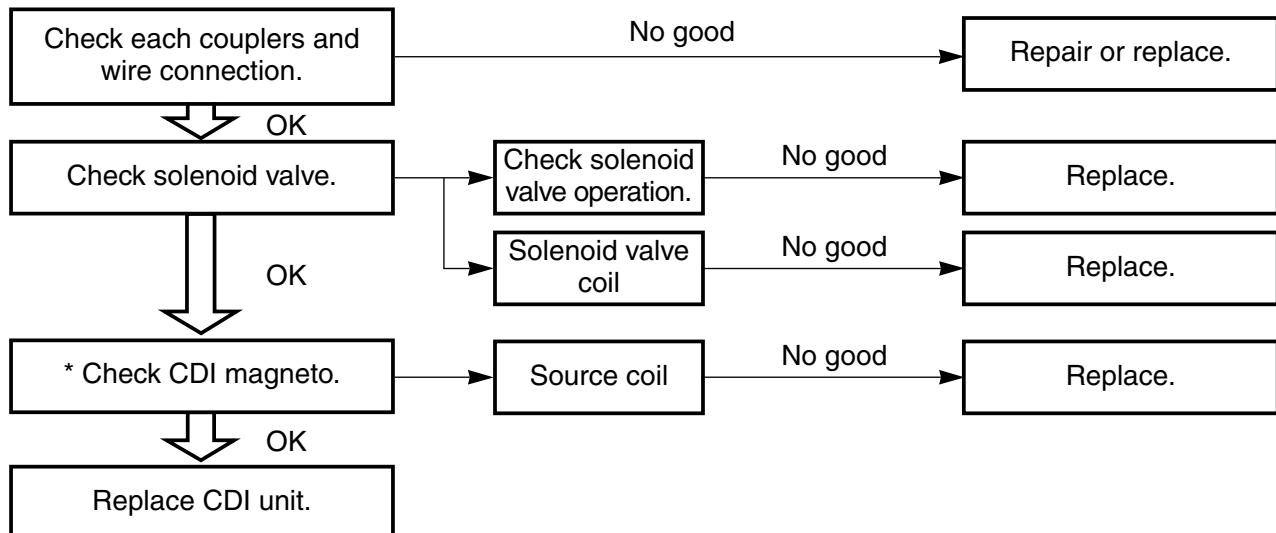 Check each couplers and
wire connection.
No good
Repair or replace.
OK
Check solenoid valve.
Check solenoid
valve operation.
No good
Replace.
Solenoid valve
coil
No good
Replace.
OK
* Check CDI magneto.
Source coil
No good
Replace.
OK
Replace CDI unit.